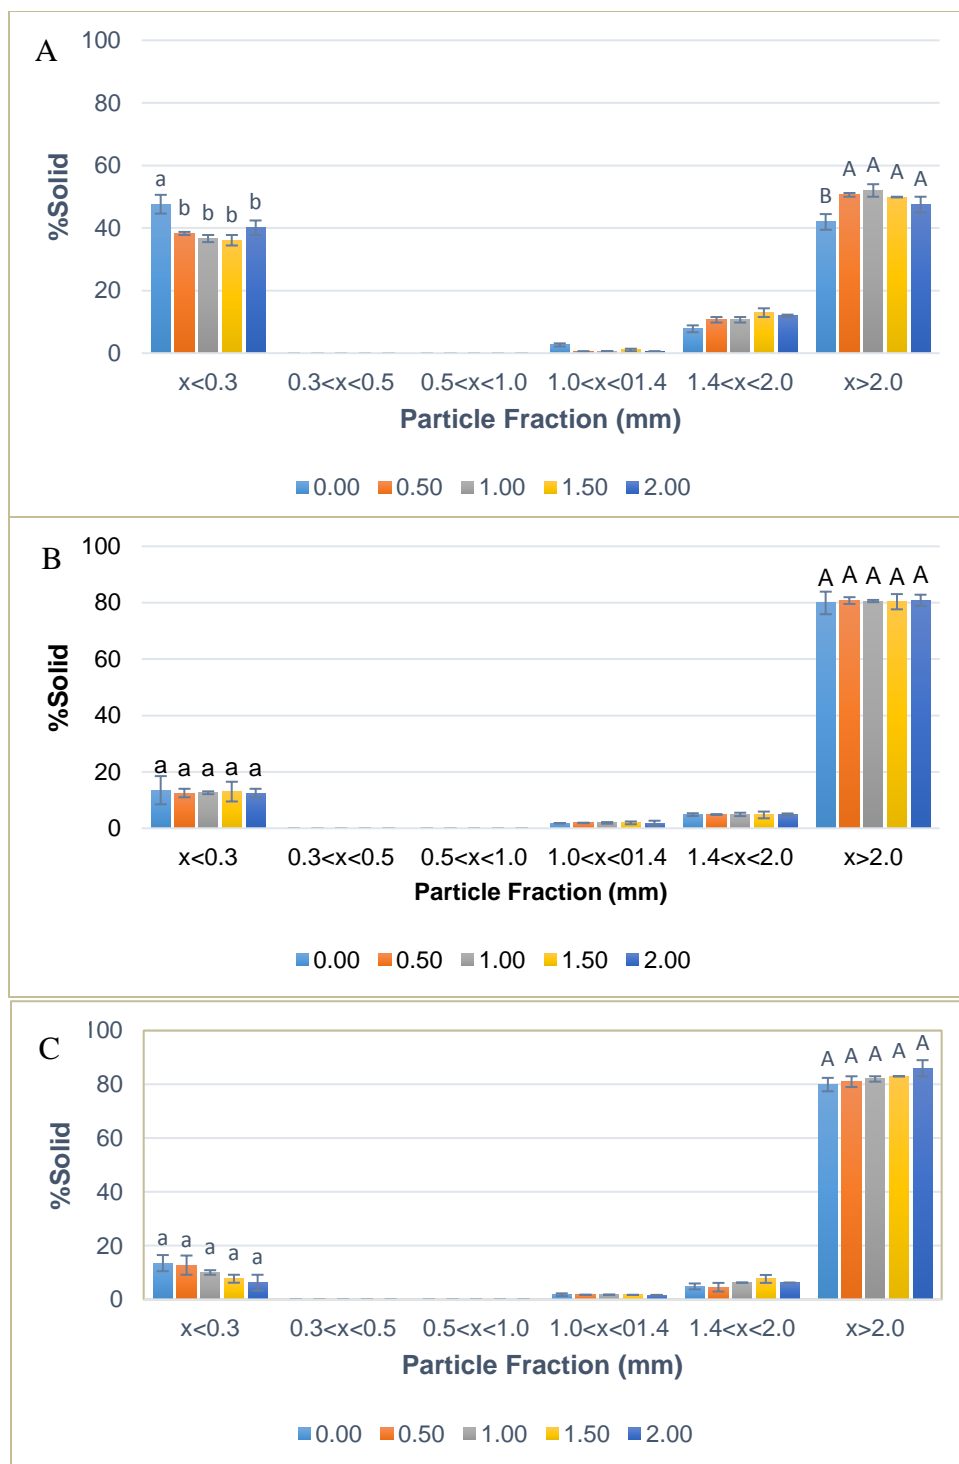 A
100
80
60
40
20
0
%Solid
a b b b b
B A A A A
x<0.3 0.3<x<0.5 0.5<x<1.0 1.0<x<01.4 1.4<x<2.0 x>2.0
Particle Fraction (mm)
0.00 0.50 1.00 1.50 2.00
B
100
80
60
40
20
0
%Solid
a a a a a
A A A A A
x<0.3 0.3<x<0.5 0.5<x<1.0 1.0<x<01.4 1.4<x<2.0 x>2.0
Particle Fraction (mm)
0.00 0.50 1.00 1.50 2.00
C
100
80
60
40
20
0
%Solid
a a a a a
A A A A A
x<0.3 0.3<x<0.5 0.5<x<1.0 1.0<x<01.4 1.4<x<2.0 x>2.0
Particle Fraction (mm)
0.00 0.50 1.00 1.50 2.00